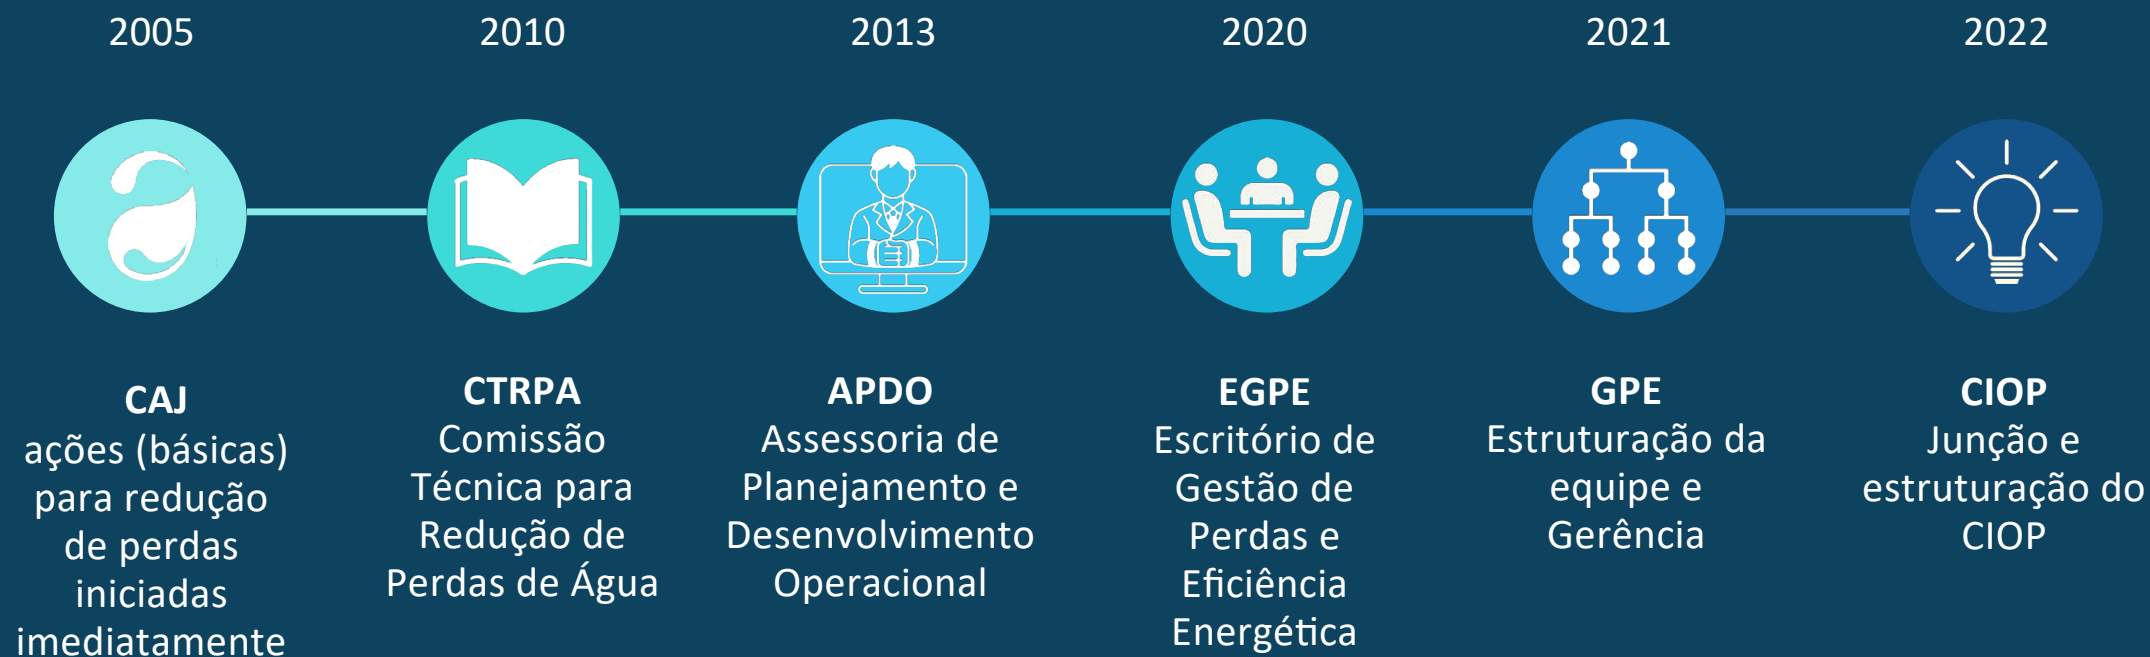 2005
CAJ
ações (básicas)
para redução
de perdas
iniciadas
imediatamente
2010
CTRPA
Comissão
Técnica para
Redução de
Perdas de Água
2013
APDO
Assessoria de
Planejamento e
Desenvolvimento
Operacional
2020
EGPE
Escritório de
Gestão de
Perdas e
Eficiência
Energética
2021
GPE
Estruturação da
equipe e
Gerência
2022
CIOP
Junção e
estruturação do
CIOP